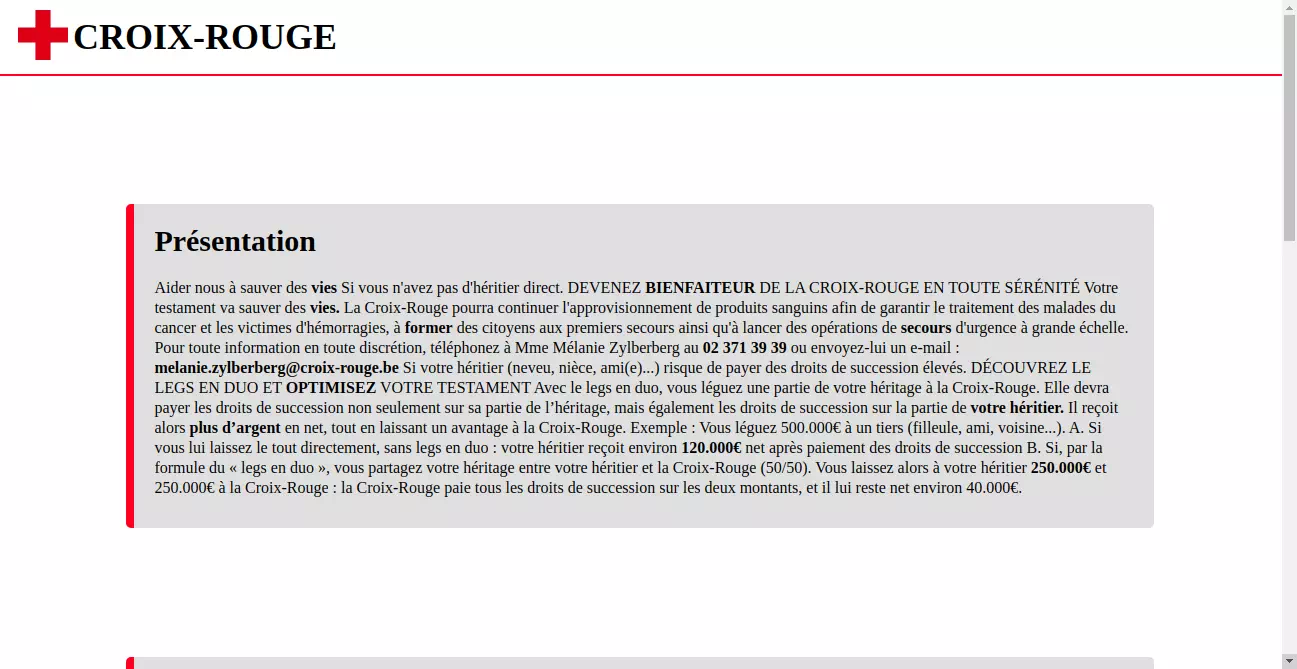 CROIX-ROUGE
Présentation
Aider nous à sauver des vies Si vous n'avez pas d'héritier direct. DEVENEZ BIENFAITEUR DE LA CROIX-ROUGE EN TOUTE SÉRÉNITÉ Votre
testament va sauver des vies. La Croix-Rouge pourra continuer l'approvisionnement de produits sanguins afin de garantir le traitement des malades du
cancer et les victimes d'hémorragies, à former des citoyens aux premiers secours ainsi qu'à lancer des opérations de secours d'urgence à grande échelle.
Pour toute information en toute discrétion, téléphonez à Mme Mélanie Zylberberg au 02 371 39 39 ou envoyez-lui un e-mail :
melanie.zylberberg@croix-rouge.be Si votre héritier (neveu, nièce, ami(e)...) risque de payer des droits de succession élevés. DÉCOUVREZ LE
LEGS EN DUO ET OPTIMISEZ VOTRE TESTAMENT Avec le legs en duo, vous léguez une partie de votre héritage à la Croix-Rouge. Elle devra
payer les droits de succession non seulement sur sa partie de l’héritage, mais également les droits de succession sur la partie de votre héritier. Il reçoit
alors plus d’argent en net, tout en laissant un avantage à la Croix-Rouge. Exemple : Vous léguez 500.000€ à un tiers (filleule, ami, voisine...). A. Si
vous lui laissez le tout directement, sans legs en duo : votre héritier reçoit environ 120.000€ net après paiement des droits de succession B. Si, par la
formule du « legs en duo », vous partagez votre héritage entre votre héritier et la Croix-Rouge (50/50). Vous laissez alors à votre héritier 250.000€ et
250.000€ à la Croix-Rouge : la Croix-Rouge paie tous les droits de succession sur les deux montants, et il lui reste net environ 40.000€.